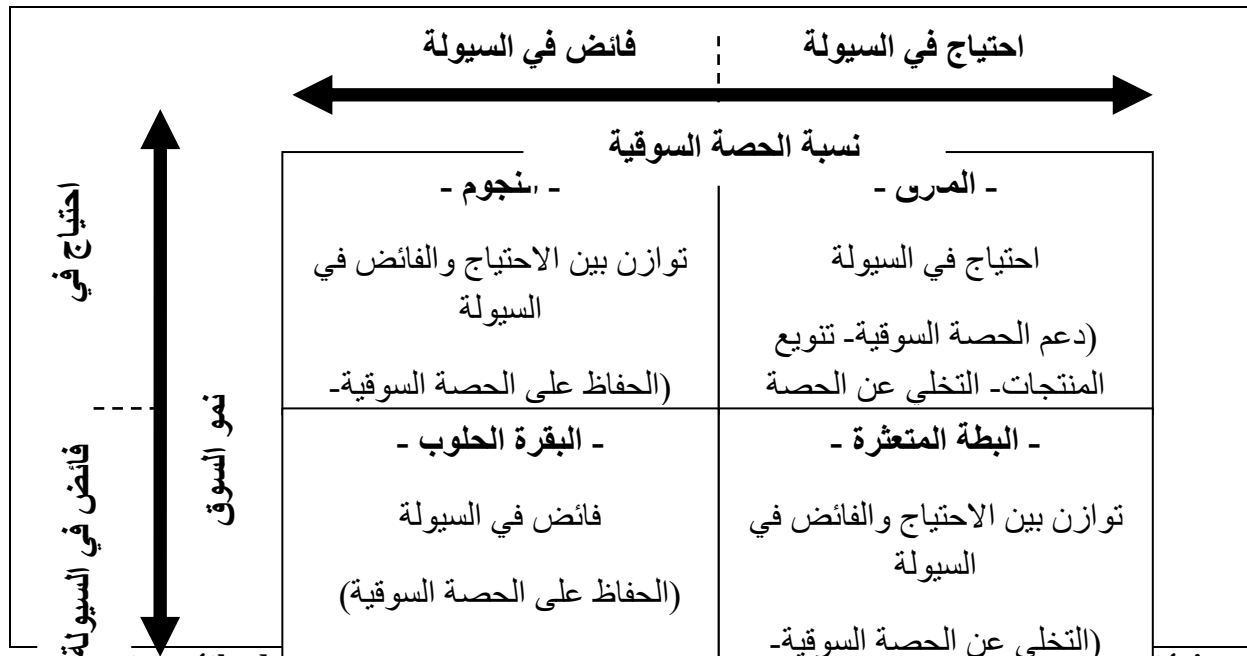 احتياج في السيولة
فائض في السيولة
نسبة الحصة السوقية
- المأزق -
احتياج في السيولة
(دعم الحصة السوقية- تنويع
المنتجات- التخلي عن الحصة
- النجوم -
توازن بين الاحتياج والفائض في
السيولة
(الحفاظ على الحصة السوقية-
- البطة المتعثرة -
توازن بين الاحتياج والفائض في
السيولة
(التخلي عن الحصة السوقية-
- البقرة الحلوب -
فائض في السيولة
(الحفاظ على الحصة السوقية)
نمو السوق
احتياج في
فائض في السيولة